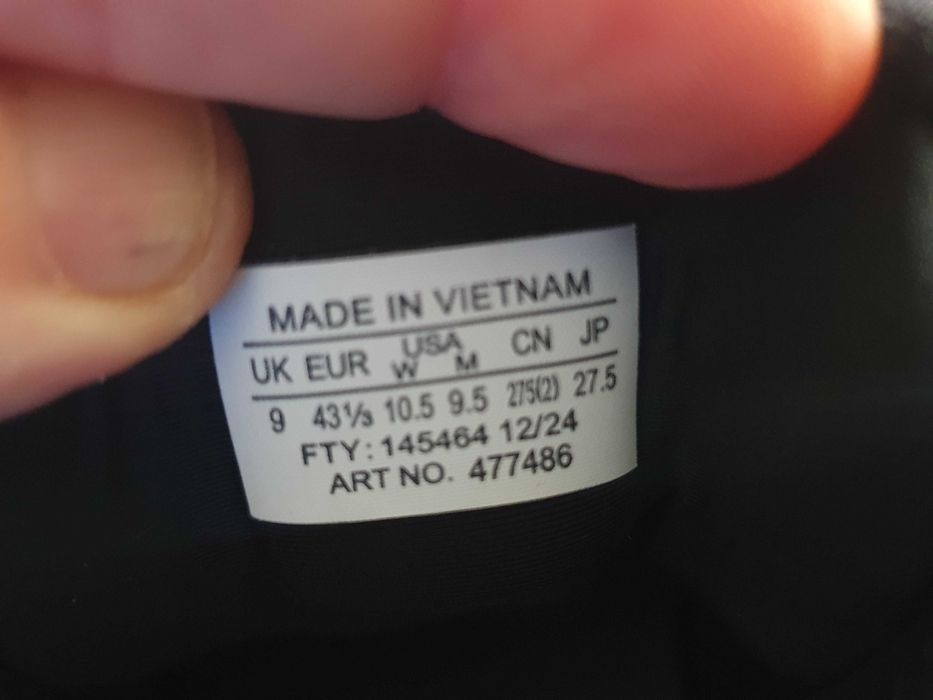 MADE IN VIETNAM
UK EUR USA CN JP
W M
9 43⅓ 10.5 9.5 275(2) 27.5
FTY: 145464 12/24
ART NO. 477486